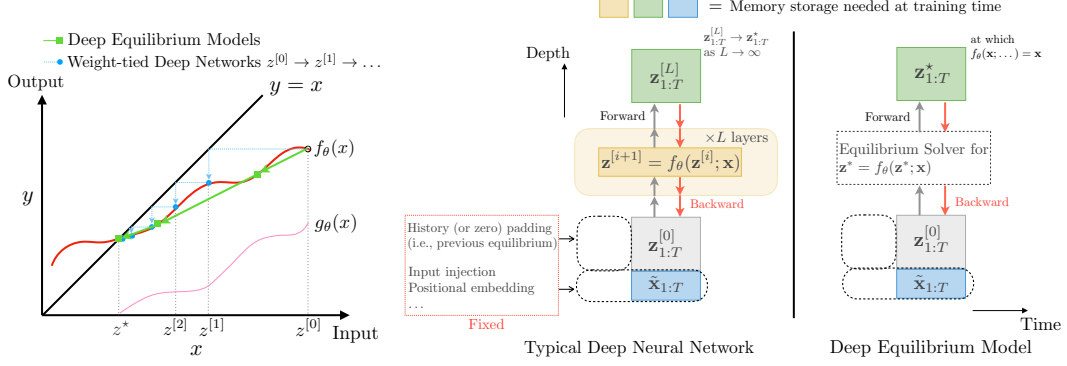 = Memory storage needed at training time
Deep Equilibrium Models
Weight-tied Deep Networks z^[0] → z^[1] → ...
Output
y = x
f_θ(x)
y
g_θ(x)
z^⋆
z^[2]
z^[1]
z^[0]
Input
x
Depth
z^[L]_1:T → z^⋆_1:T
as L → ∞
z^[L]_1:T
Forward
×L layers
z^[i+1] = f_θ(z^[i]; x)
Backward
History (or zero) padding
(i.e., previous equilibrium)
Input injection
Positional embedding
...
Fixed
z^[0]_1:T
x̃_1:T
Typical Deep Neural Network
at which
f_θ(x; ...) = x
z^⋆_1:T
Forward
Equilibrium Solver for
z* = f_θ(z*; x)
Backward
z^[0]_1:T
x̃_1:T
Time
Deep Equilibrium Model